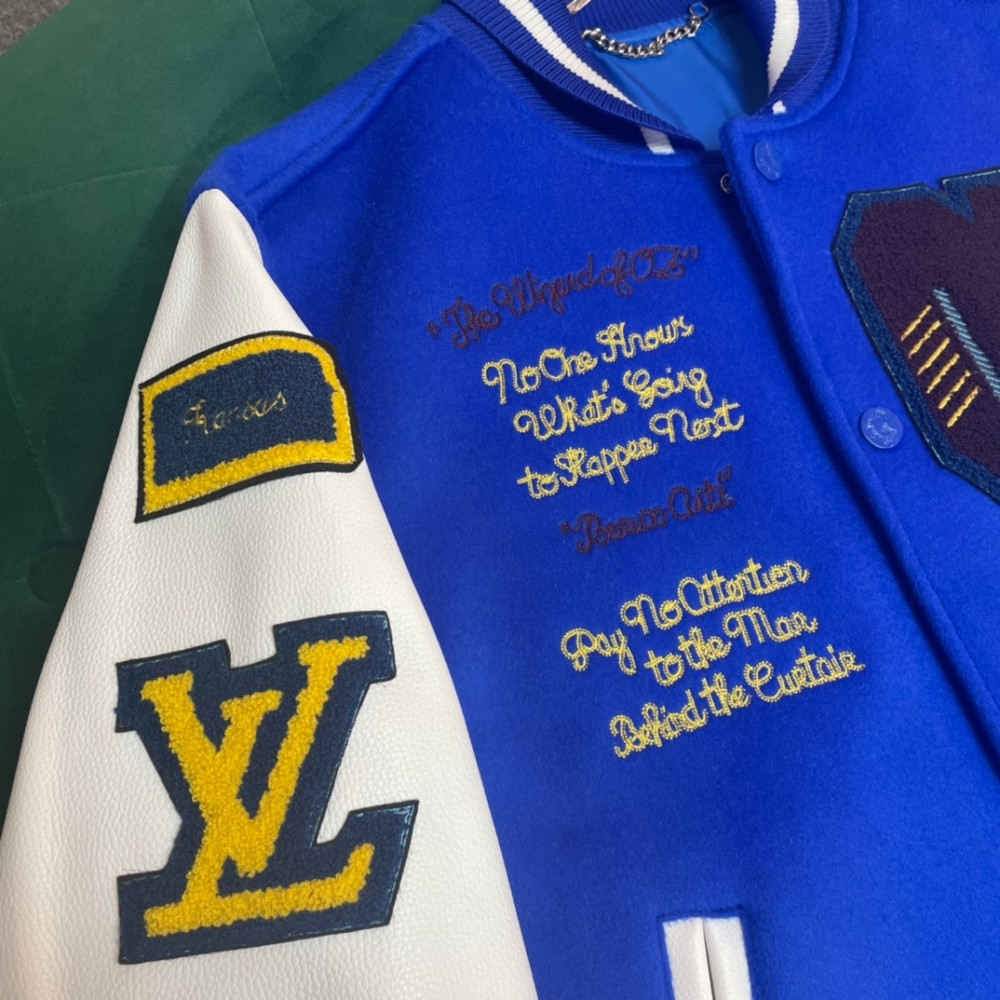 "The Wizard of Oz"
No One Knows
What's Going
to Happen Next
Kansas
Pay No Attention
to the Man
Behind the Curtain
LV